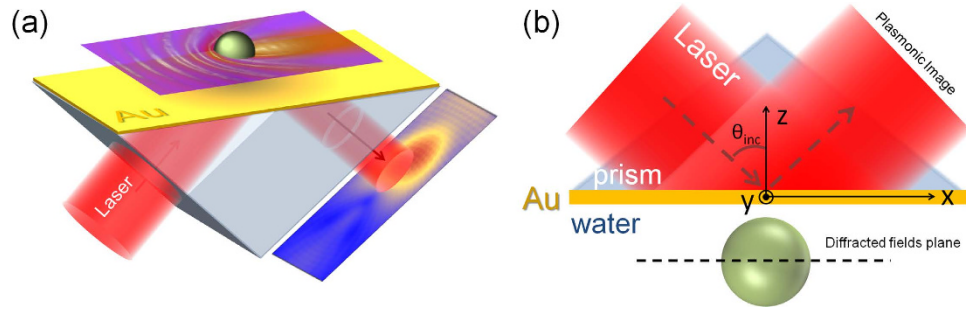 (a)
Au
Laser
(b)
Laser
Plasmonic Image
z
θinc
prism
Au
y
x
water
Diffracted fields plane